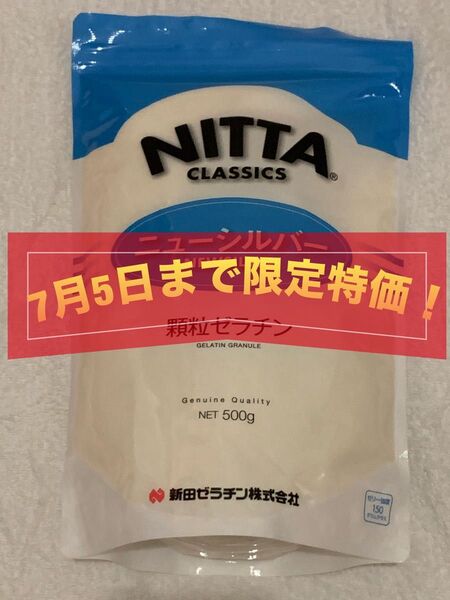 NITTA®
CLASSICS
ニューシルバー
7月5日まで限定特価！
顆粒ゼラチン
GELATIN GRANULE
Genuine Quality
NET 500g
新田ゼラチン株式会社
ゼリー強度
150